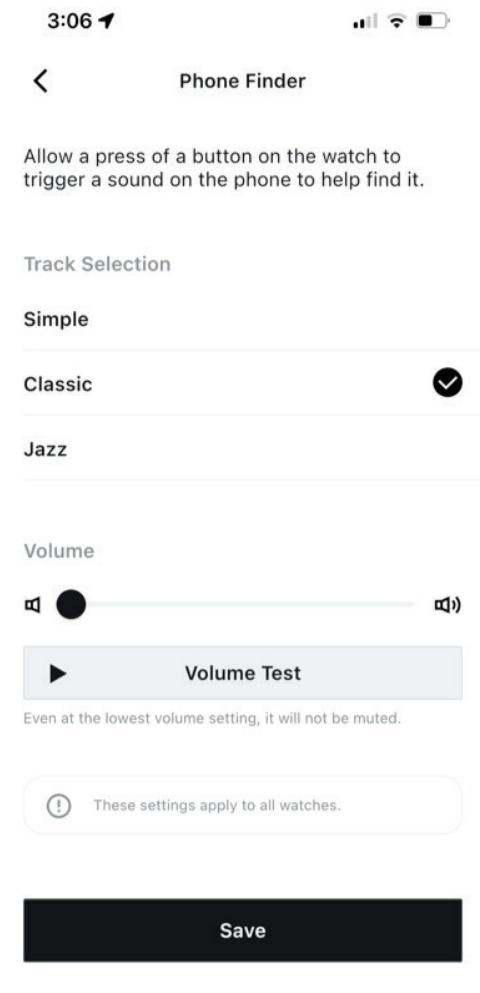 3:06
Phone Finder
Allow a press of a button on the watch to
trigger a sound on the phone to help find it.
Track Selection
Simple
Classic
Jazz
Volume
Volume Test
Even at the lowest volume setting, it will not be muted.
These settings apply to all watches.
Save